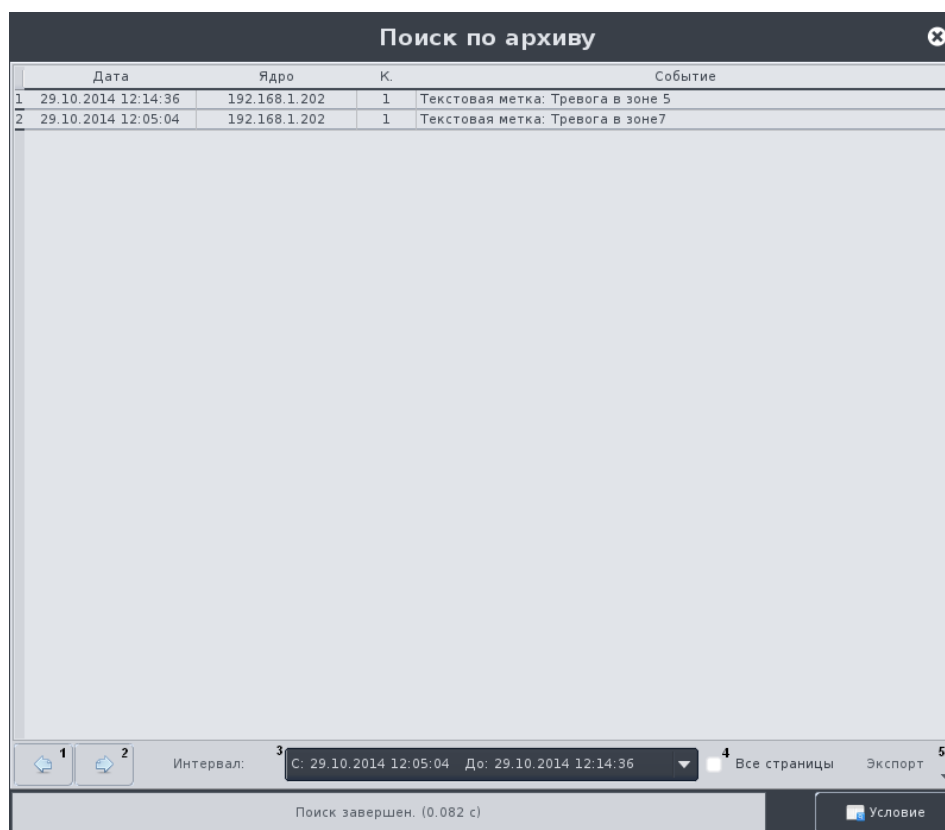 Поиск по архиву
Дата Ядро К. Событие
1 29.10.2014 12:14:36 192.168.1.202 1 Текстовая метка: Тревога в зоне 5
2 29.10.2014 12:05:04 192.168.1.202 1 Текстовая метка: Тревога в зоне7
1 2 Интервал: 3 С: 29.10.2014 12:05:04 До: 29.10.2014 12:14:36 4 Все страницы Экспорт 5
Поиск завершен. (0.082 с) Условие